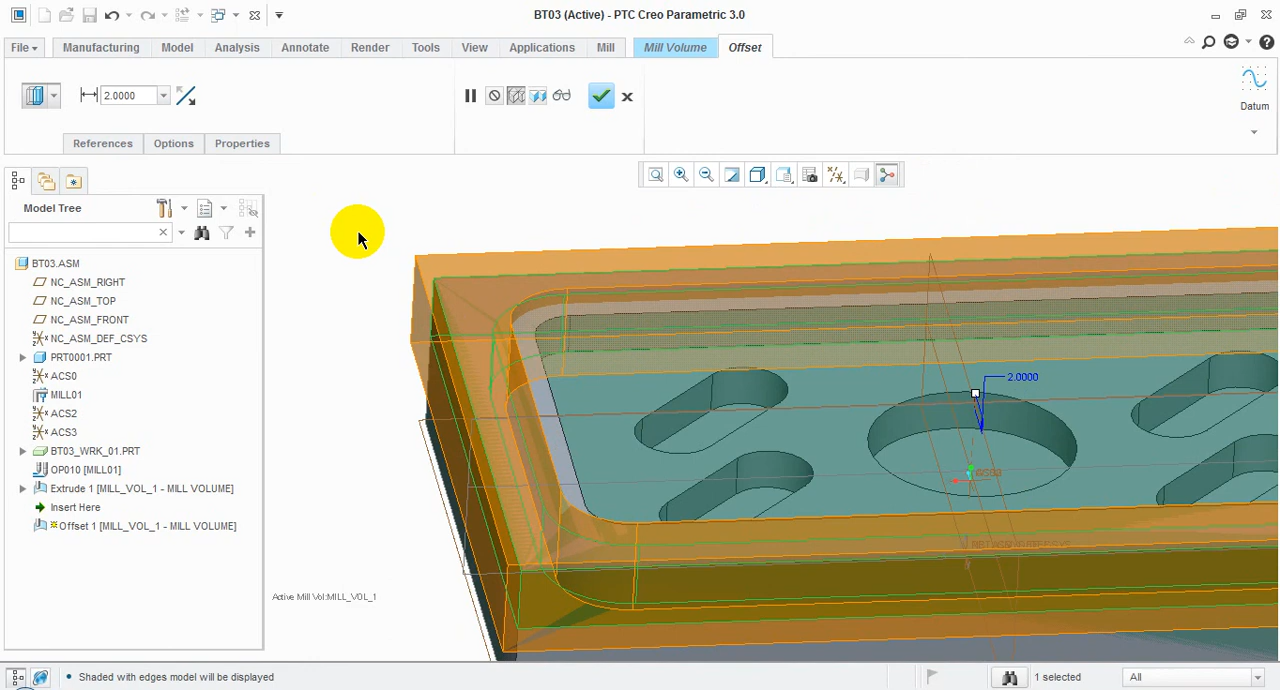 BT03 (Active) - PTC Creo Parametric 3.0
File Manufacturing Model Analysis Annotate Render Tools View Applications Mill Mill Volume Offset
2.0000
Datum
References Options Properties
Model Tree
BT03.ASM
NC_ASM_RIGHT
NC_ASM_TOP
NC_ASM_FRONT
NC_ASM_DEF_CSYS
PRT0001.PRT
ACS0
MILL01
ACS2
ACS3
BT03_WRK_01.PRT
OP010 [MILL01]
Extrude 1 [MILL_VOL_1 - MILL VOLUME]
Insert Here
Offset 1 [MILL_VOL_1 - MILL VOLUME]
2.0000
Active Mill Vol:MILL_VOL_1
Shaded with edges model will be displayed
1 selected
All